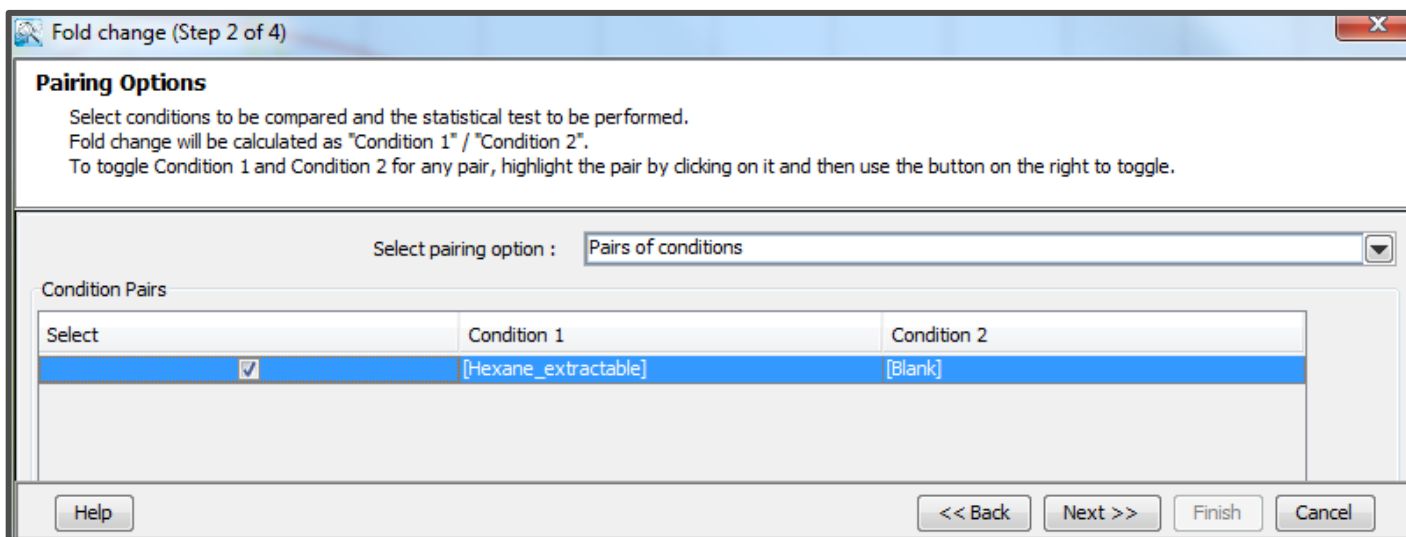 Fold change (Step 2 of 4)
X
Pairing Options
Select conditions to be compared and the statistical test to be performed.
Fold change will be calculated as "Condition 1" / "Condition 2".
To toggle Condition 1 and Condition 2 for any pair, highlight the pair by clicking on it and then use the button on the right to toggle.
Select pairing option : Pairs of conditions
Condition Pairs
Select Condition 1 Condition 2
[Hexane_extractable] [Blank]
Help << Back Next >> Finish Cancel